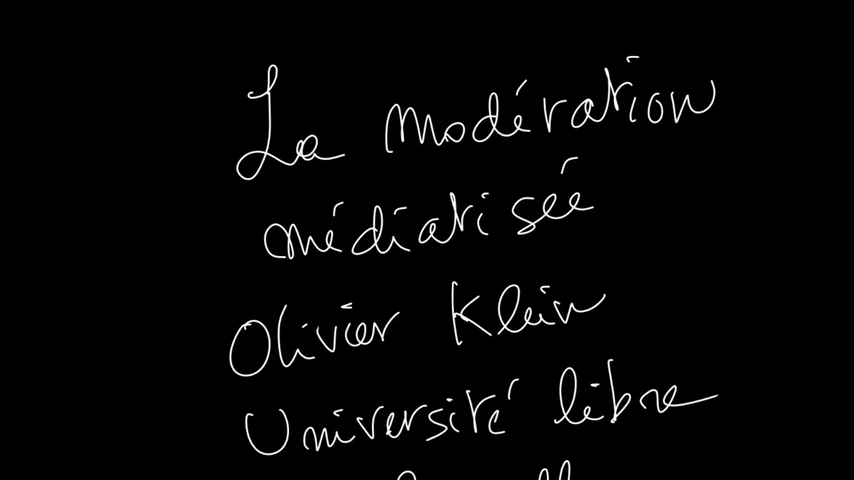 La modération
médiatisée
Olivier Klein
Université libre